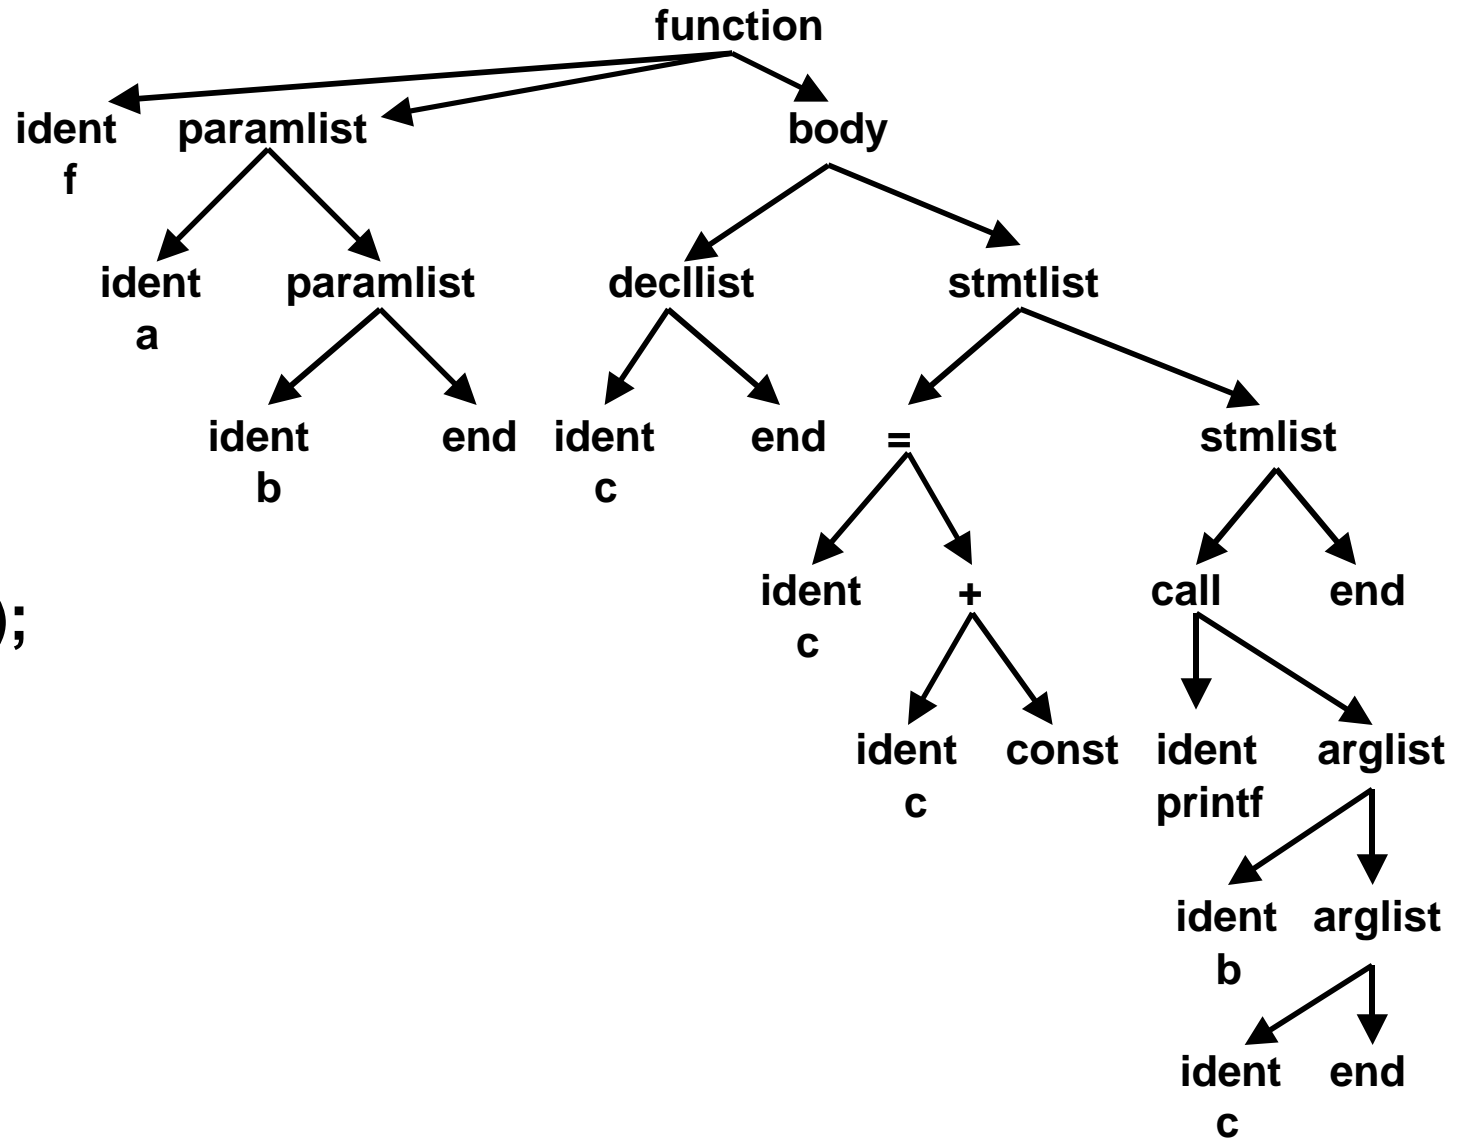 function
ident paramlist body
f
ident paramlist decllist stmtlist
a
ident end ident end = stmlist
b c
ident + call end
c
);
ident const ident arglist
c printf
ident arglist
b
ident end
c